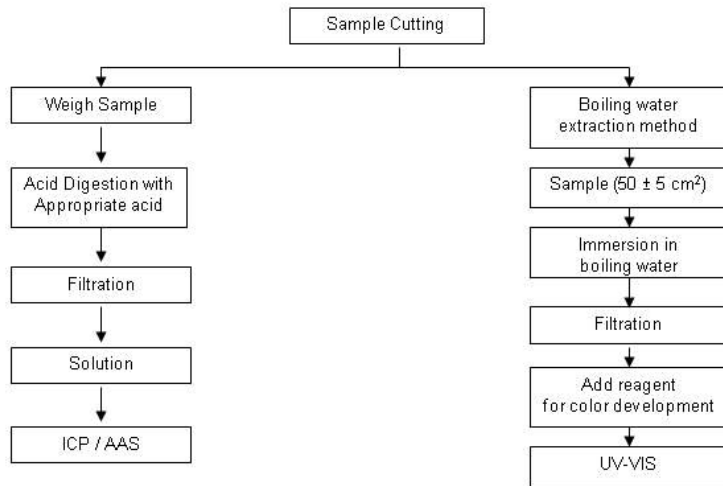 Sample Cutting
Weigh Sample
Acid Digestion with
Appropriate acid
Filtration
Solution
ICP / AAS
Boiling water
extraction method
Sample (50 ± 5 cm²)
Immersion in
boiling water
Filtration
Add reagent
for color development
UV-VIS